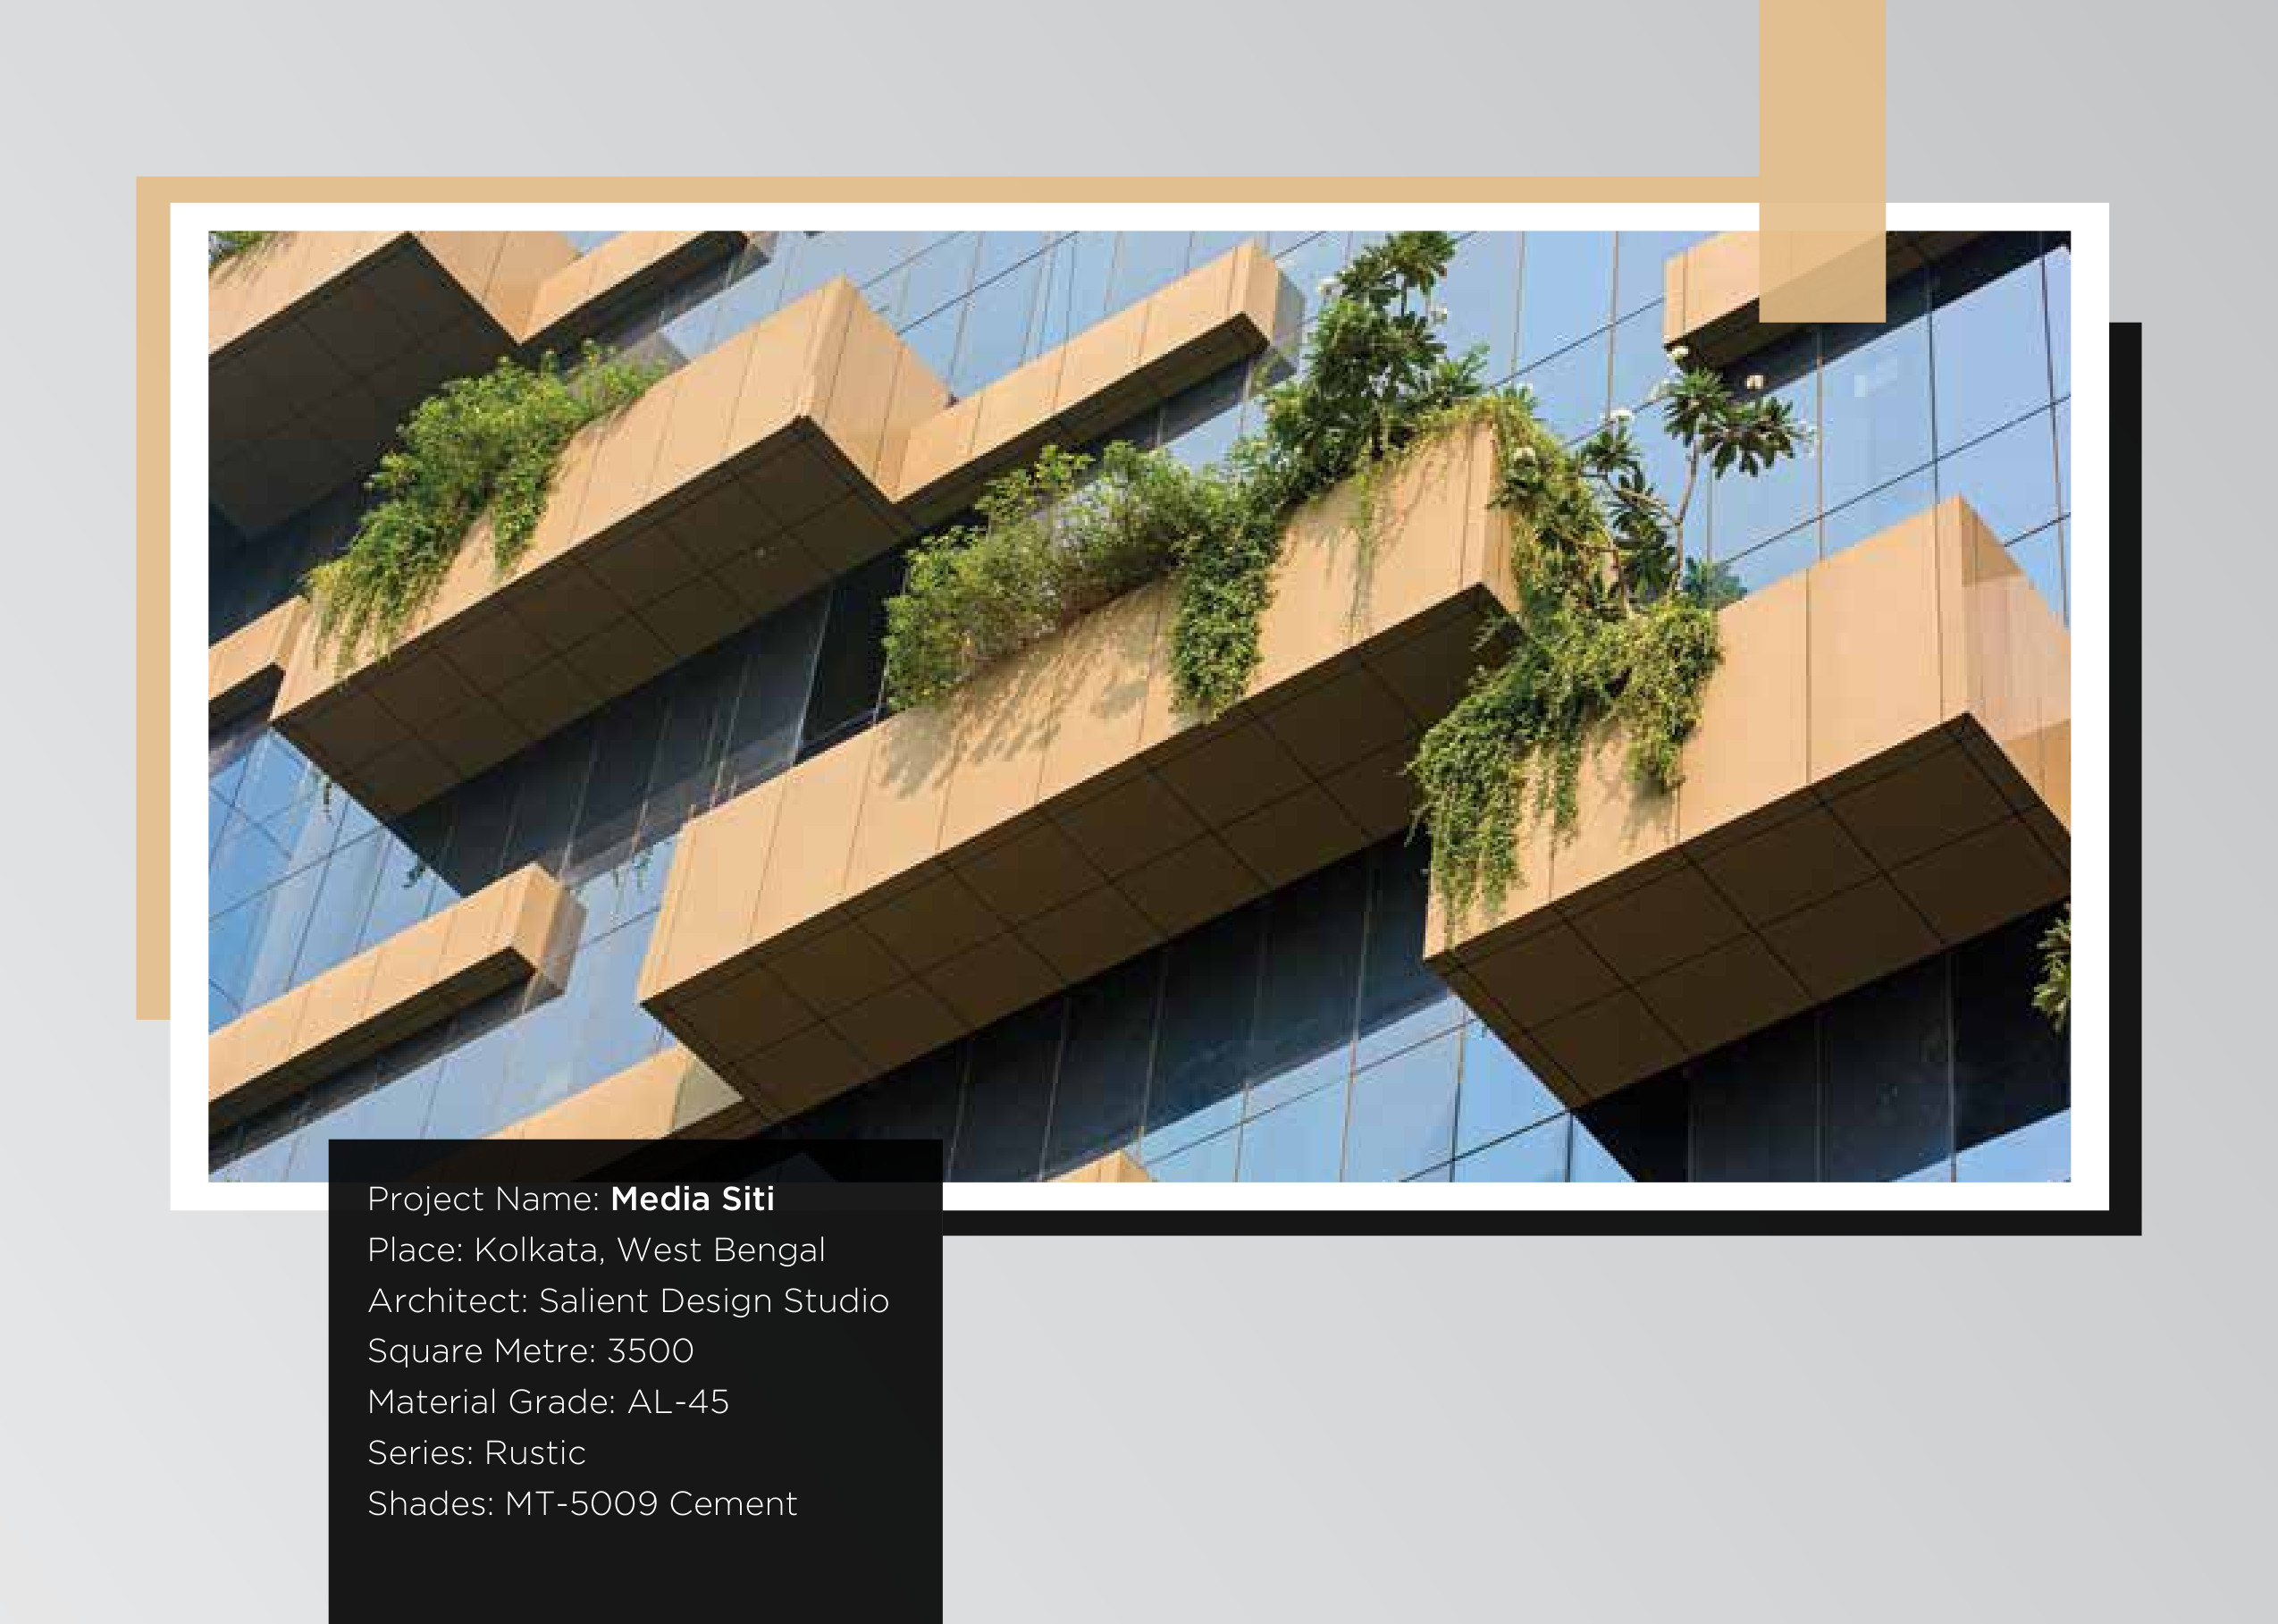 Project Name: Media Siti
Place: Kolkata, West Bengal
Architect: Salient Design Studio
Square Metre: 3500
Material Grade: AL-45
Series: Rustic
Shades: MT-5009 Cement